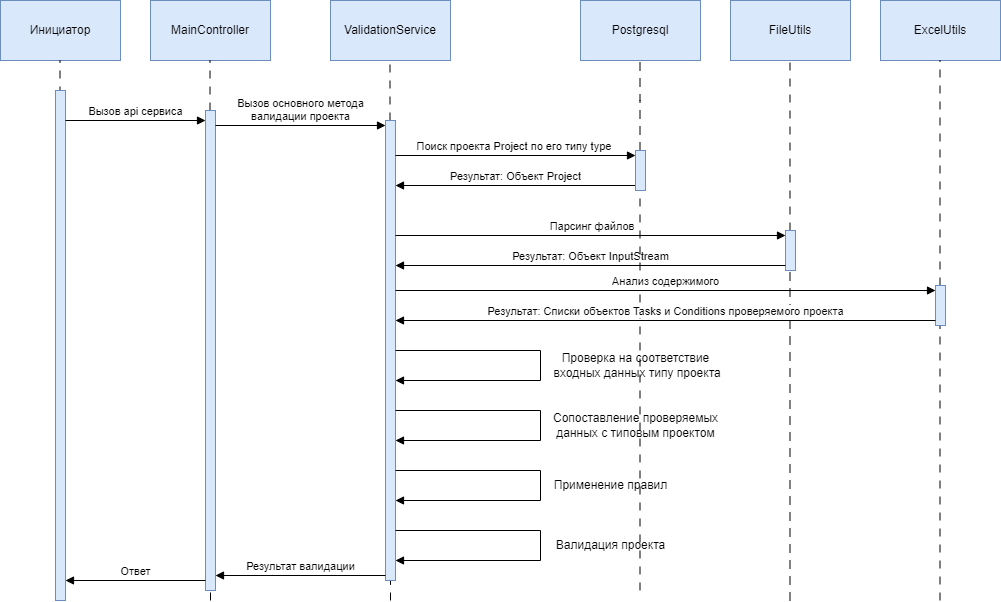 Инициатор
MainController
ValidationService
Postgresql
FileUtils
ExcelUtils
Вызов api сервиса
Вызов основного метода
валидации проекта
Поиск проекта Project по его типу type
Результат: Объект Project
Парсинг файлов
Результат: Объект InputStream
Анализ содержимого
Результат: Списки объектов Tasks и Conditions проверяемого проекта
Проверка на соответствие
входных данных типу проекта
Сопоставление проверяемых
данных с типовым проектом
Применение правил
Валидация проекта
Результат валидации
Ответ